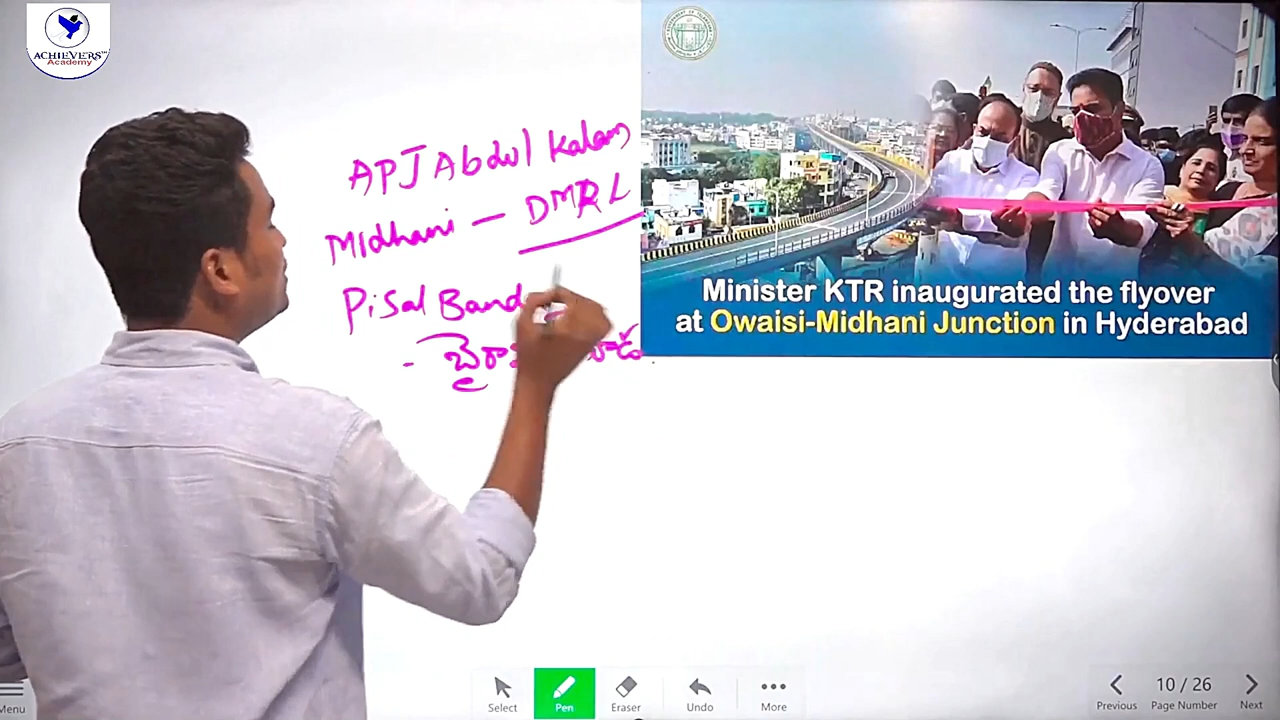 ACHIEVERS™
Academy
APJ Abdul Kalam
Midhani - DMRL
Pisal Band
Minister KTR inaugurated the flyover
at Owaisi-Midhani Junction in Hyderabad
Menu
Select
Pen
Eraser
Undo
More
Previous
10 / 26
Page Number
Next